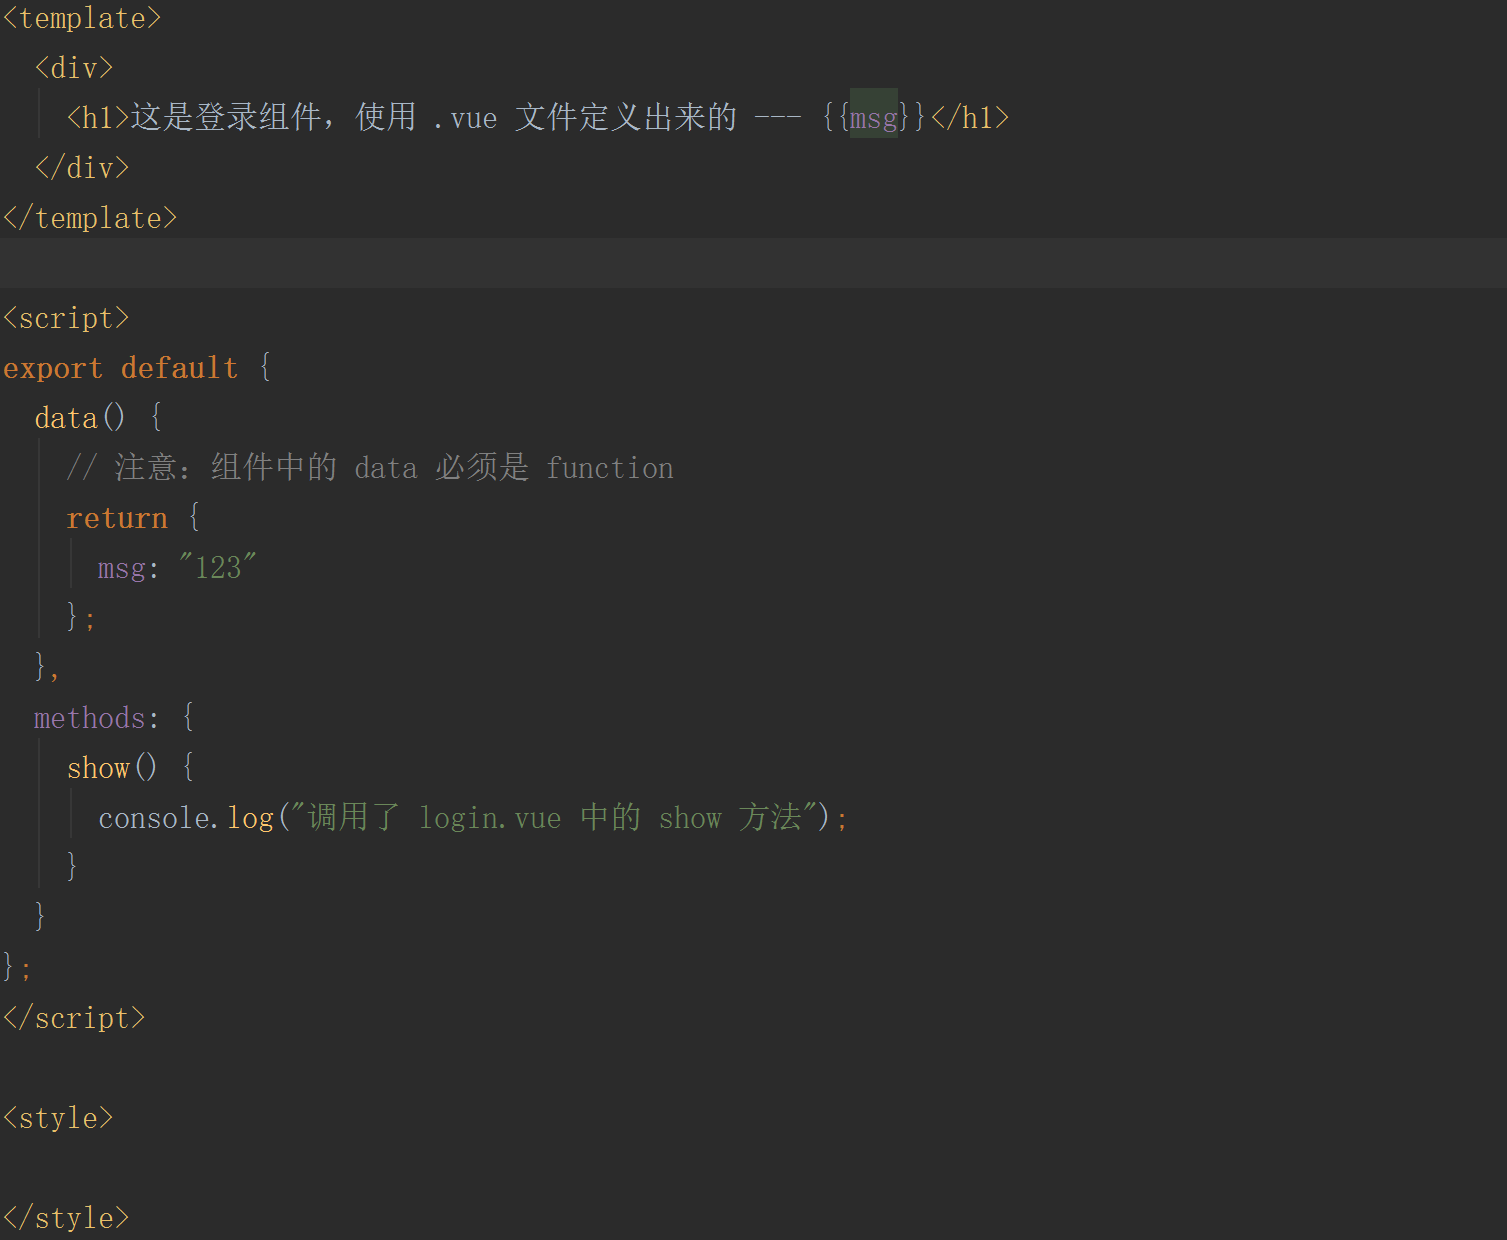 <template>
  <div>
    <h1>这是登录组件，使用 .vue 文件定义出来的 --- {{msg}}</h1>
  </div>
</template>

<script>
export default {
  data() {
    // 注意：组件中的 data 必须是 function
    return {
      msg: "123"
    };
  },
  methods: {
    show() {
      console.log("调用了 login.vue 中的 show 方法");
    }
  }
};
</script>

<style>

</style>